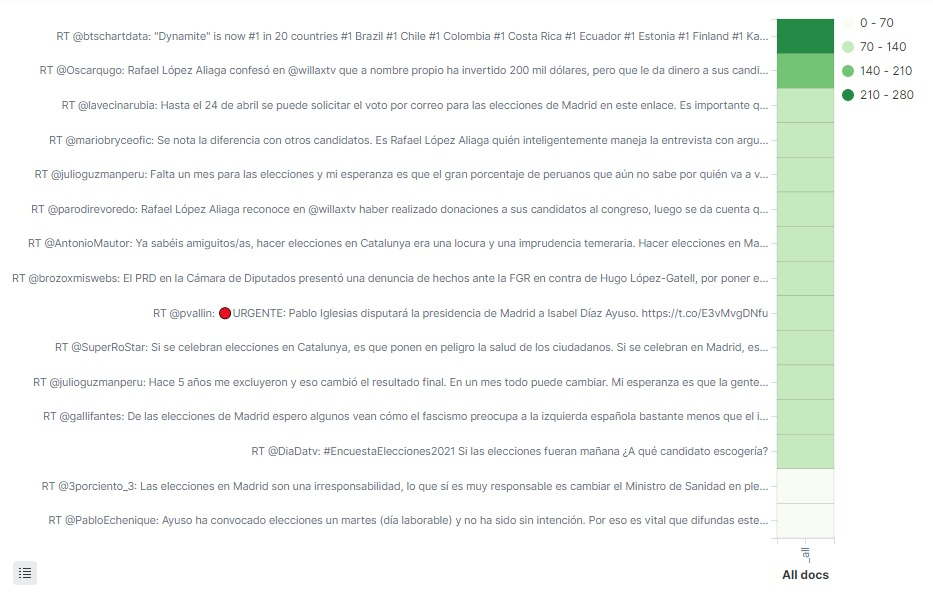 RT @btschartdata: "Dynamite" is now #1 in 20 countries #1 Brazil #1 Chile #1 Colombia #1 Costa Rica #1 Ecuador #1 Estonia #1 Finland #1 Ka...
RT @Oscarqugo: Rafael López Aliaga confesó en @willaxtv que a nombre propio ha invertido 200 mil dólares, pero que le da dinero a sus candi...
RT @lavecinarubia: Hasta el 24 de abril se puede solicitar el voto por correo para las elecciones de Madrid en este enlace. Es importante q...
RT @mariobryceofic: Se nota la diferencia con otros candidatos. Es Rafael López Aliaga quién inteligentemente maneja la entrevista con argu...
RT @julioguzmanperu: Falta un mes para las elecciones y mi esperanza es que el gran porcentaje de peruanos que aún no sabe por quién va a v...
RT @parodirevoredo: Rafael López Aliaga reconoce en @willaxtv haber realizado donaciones a sus candidatos al congreso, luego se da cuenta q...
RT @AntonioMautor: Ya sabéis amiguitos/as, hacer elecciones en Catalunya era una locura y una imprudencia temeraria. Hacer elecciones en Ma...
RT @brozoxmiswebs: El PRD en la Cámara de Diputados presentó una denuncia de hechos ante la FGR en contra de Hugo López-Gatell, por poner e...
RT @pvallin: 🔴URGENTE: Pablo Iglesias disputará la presidencia de Madrid a Isabel Díaz Ayuso. https://t.co/E3vMvgDNfu
RT @SuperRoStar: Si se celebran elecciones en Catalunya, es que ponen en peligro la salud de los ciudadanos. Si se celebran en Madrid, es...
RT @julioguzmanperu: Hace 5 años me excluyeron y eso cambió el resultado final. En un mes todo puede cambiar. Mi esperanza es que la gente...
RT @gallifantes: De las elecciones de Madrid espero algunos vean cómo el fascismo preocupa a la izquierda española bastante menos que el i...
RT @DiaDatv: #EncuestaElecciones2021 Si las elecciones fueran mañana ¿A qué candidato escogería?
RT @3porciento_3: Las elecciones en Madrid son una irresponsabilidad, lo que sí es muy responsable es cambiar el Ministro de Sanidad en ple...
RT @PabloEchenique: Ayuso ha convocado elecciones un martes (día laborable) y no ha sido sin intención. Por eso es vital que difundas este...
0 - 70
70 - 140
140 - 210
210 - 280
_all
All docs